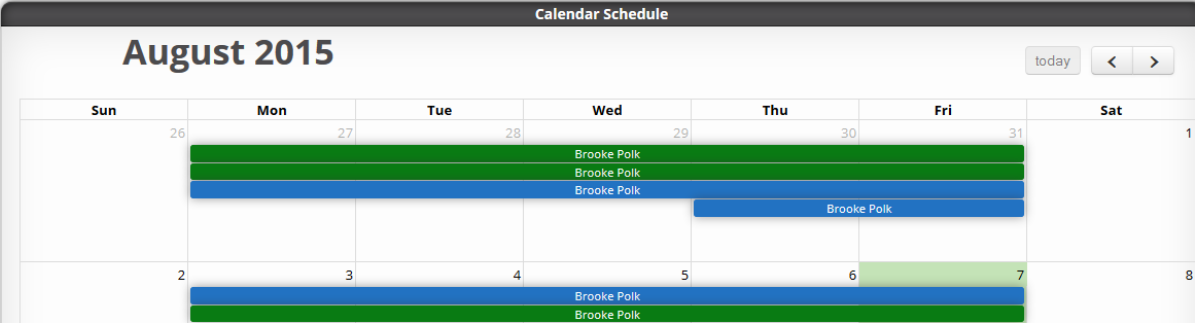 Calendar Schedule
August 2015
today
Sun Mon Tue Wed Thu Fri Sat
26 27 28 29 30 31 1
Brooke Polk
Brooke Polk
Brooke Polk
Brooke Polk
2 3 4 5 6 7 8
Brooke Polk
Brooke Polk